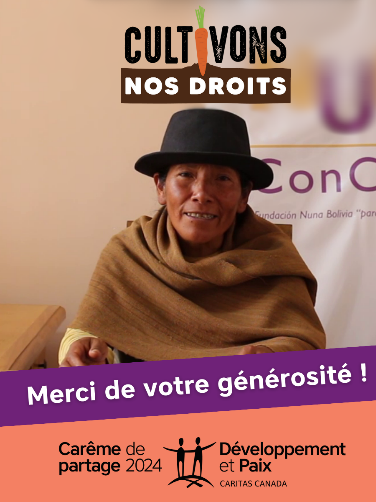 CULTIVONS
NOS DROITS
ConC
Fundación Nuna Bolivia "par
Merci de votre générosité !
Carême de
partage 2024
Développement
et Paix
CARITAS CANADA